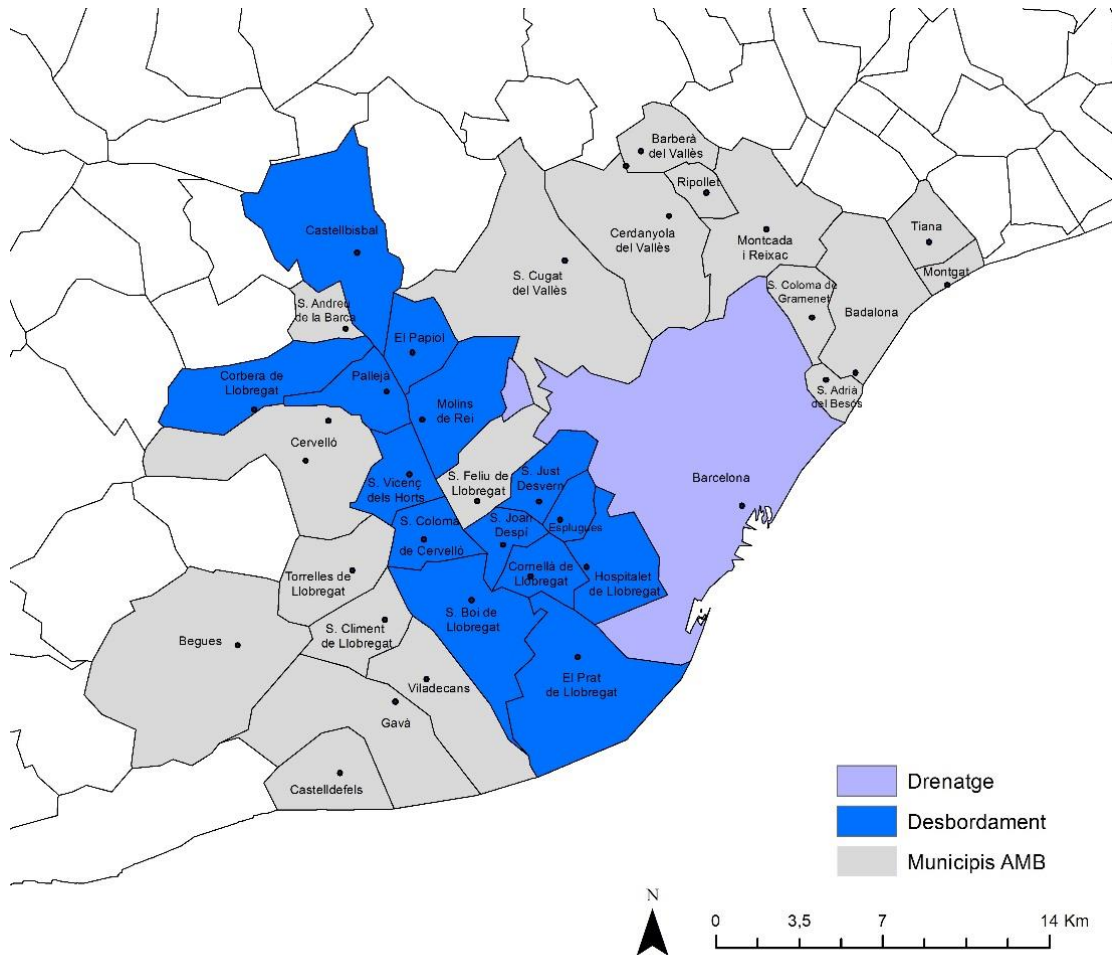 Barberà
del Vallès
Ripollet
Cerdanyola
del Vallès
Montcada
i Reixac
Tiana
Montgat
Castellbisbal
S. Cugat
del Vallès
S. Coloma de
Gramenet
Badalona
S. Andreu
de la Barca
El Papiol
Pallejà
Corbera de
Llobregat
Molins
de Rei
S. Adrià
del Besòs
Cervelló
S. Vicenç
dels Horts
S. Feliu de
Llobregat
S. Just
Desvern
Barcelona
S. Coloma
de Cervelló
S. Joan
Despí
Esplugues
Cornellà de
Llobregat
Hospitalet
de Llobregat
Torrelles de
Llobregat
S. Boi de
Llobregat
Begues
S. Climent
de Llobregat
El Prat
de Llobregat
Viladecans
Gavà
Castelldefels
Drenatge
Desbordament
Municipis AMB
N
0 3,5 7 14 Km